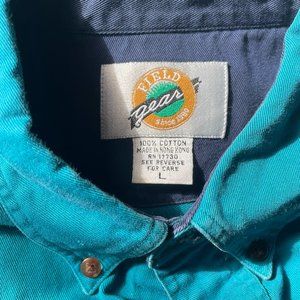 FIELD
gear
since 1980
100% COTTON
MADE IN HONG KONG
RN 17730
SEE REVERSE
FOR CARE
L